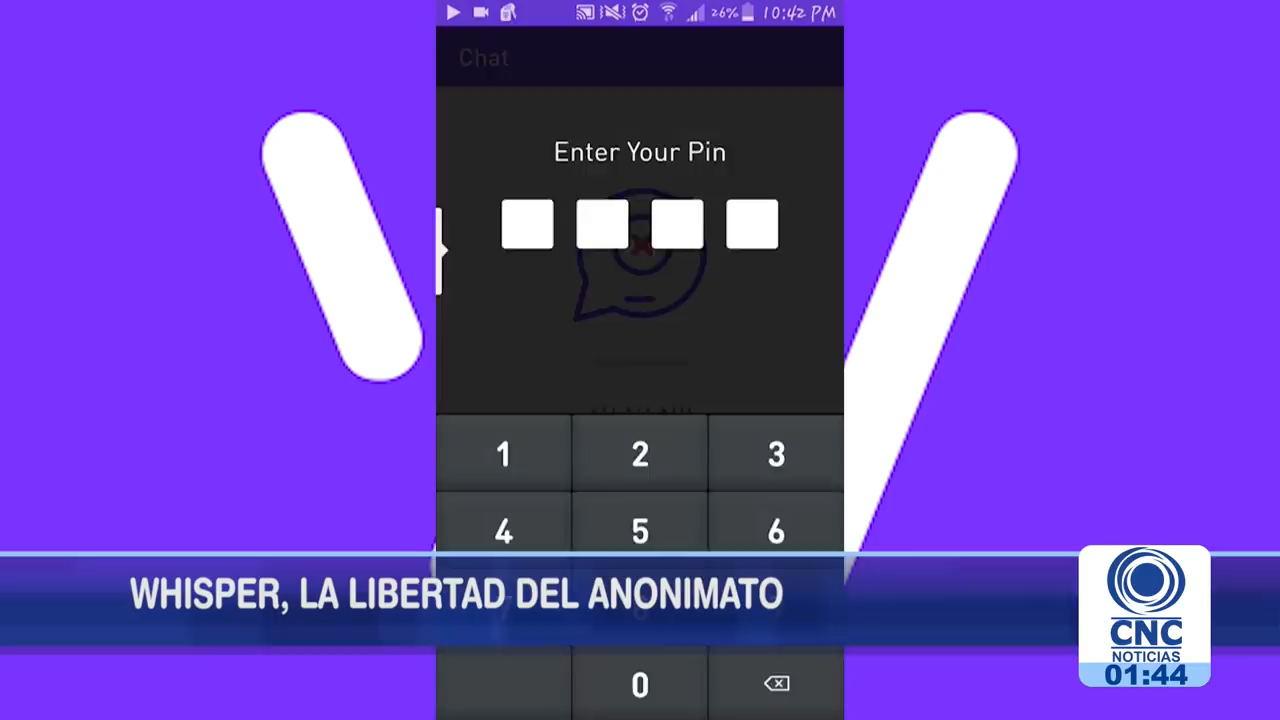 26% 10:42 PM
Chat
Enter Your Pin
1 2 3
4 5 6
WHISPER, LA LIBERTAD DEL ANONIMATO
CNC
NOTICIAS
01:44
0